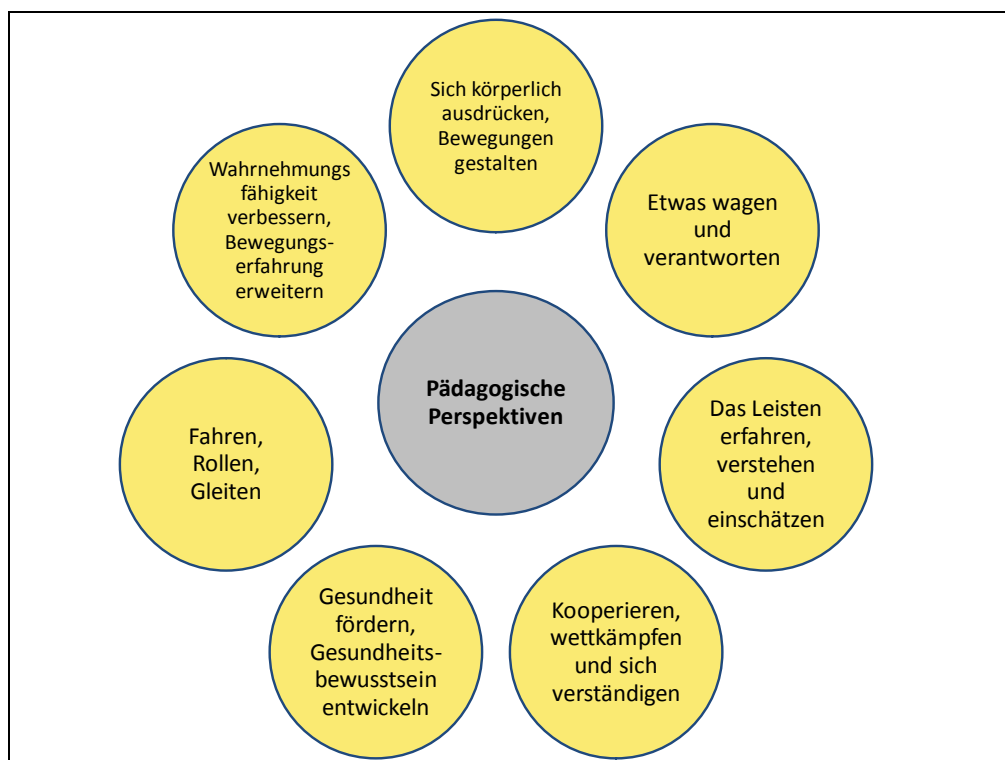 Sich körperlich
ausdrücken,
Bewegungen
gestalten
Etwas wagen
und
verantworten
Das Leisten
erfahren,
verstehen
und
einschätzen
Kooperieren,
wettkämpfen
und sich
verständigen
Gesundheit
fördern,
Gesundheits-
bewusstsein
entwickeln
Fahren,
Rollen,
Gleiten
Wahrnehmungs
fähigkeit
verbessern,
Bewegungs-
erfahrung
erweitern
Pädagogische
Perspektiven